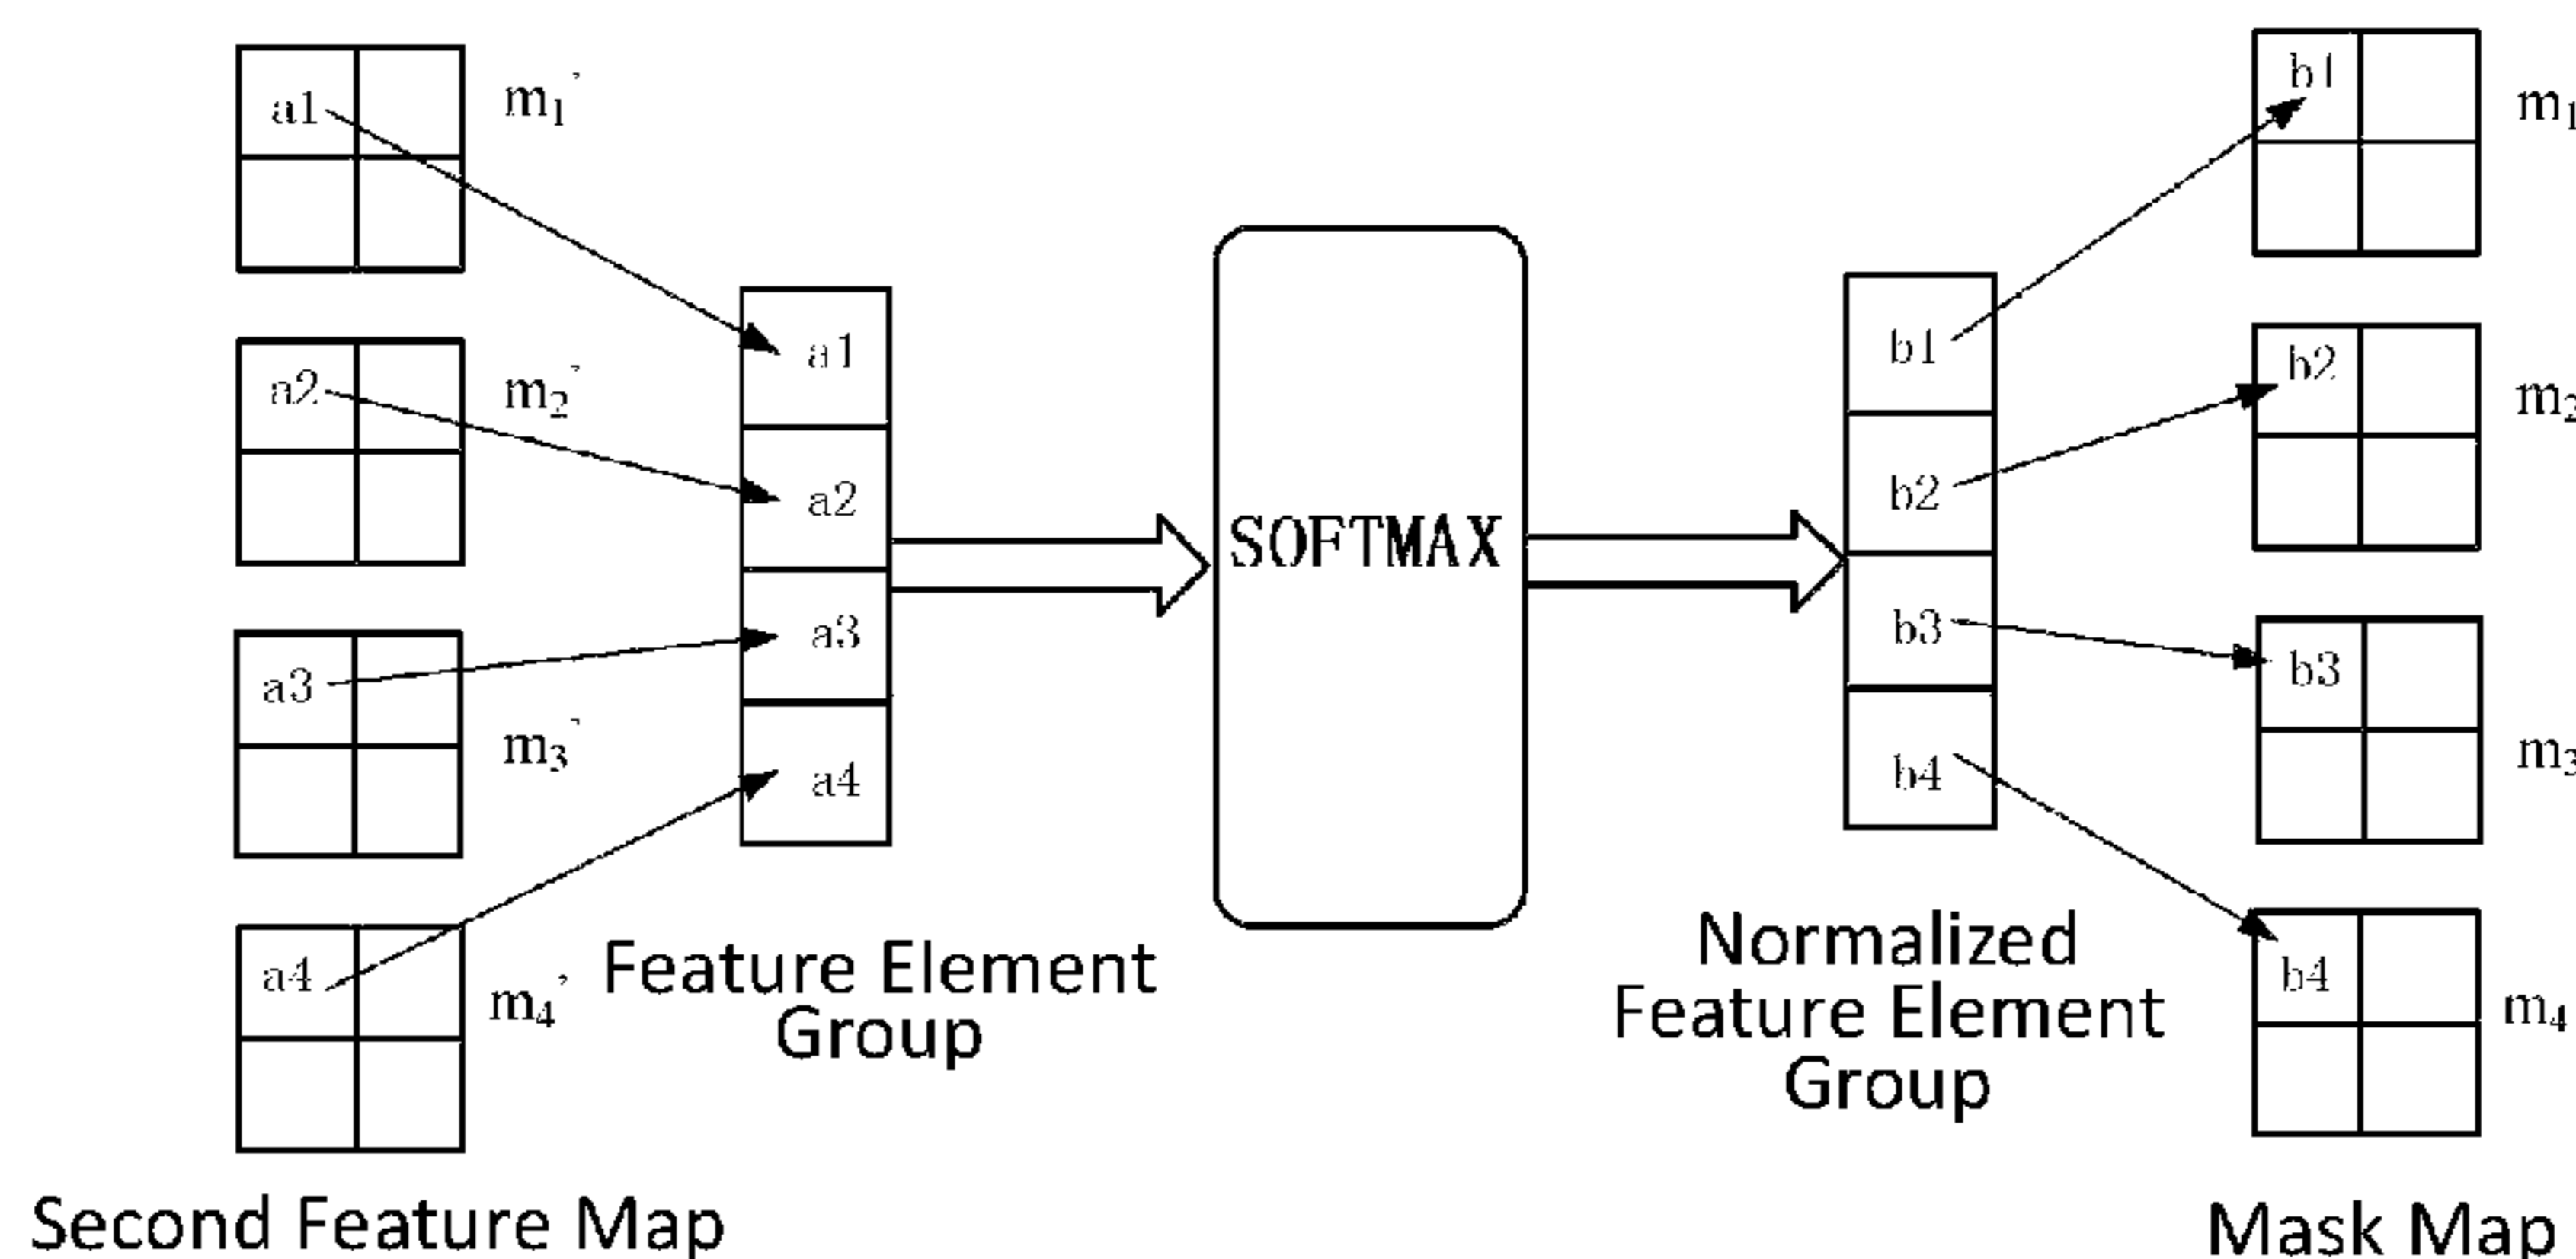 a1
m₁'
a2
m₂'
a3
m₃'
a4
m₄'
Second Feature Map
a1
a2
a3
a4
Feature Element
Group
SOFTMAX
b1
b2
b3
b4
Normalized
Feature Element
Group
b1
m₁
b2
m₂
b3
m₃
b4
m₄
Mask Map